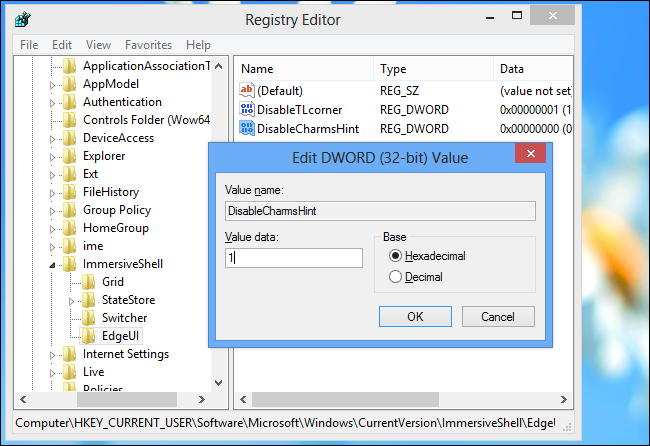 Registry Editor
File Edit View Favorites Help
ApplicationAssociationT
AppModel
Authentication
Controls Folder (Wow64
DeviceAccess
Explorer
Ext
FileHistory
Group Policy
HomeGroup
ime
ImmersiveShell
Grid
StateStore
Switcher
EdgeUI
Internet Settings
Live
Policies
Name Type Data
ab (Default) REG_SZ (value not set)
DisableTLcorner REG_DWORD 0x00000001 (1
DisableCharmsHint REG_DWORD 0x00000000 (0
Edit DWORD (32-bit) Value
Value name:
DisableCharmsHint
Value data:
1
Base
Hexadecimal
Decimal
OK Cancel
Computer\HKEY_CURRENT_USER\Software\Microsoft\Windows\CurrentVersion\ImmersiveShell\EdgeU